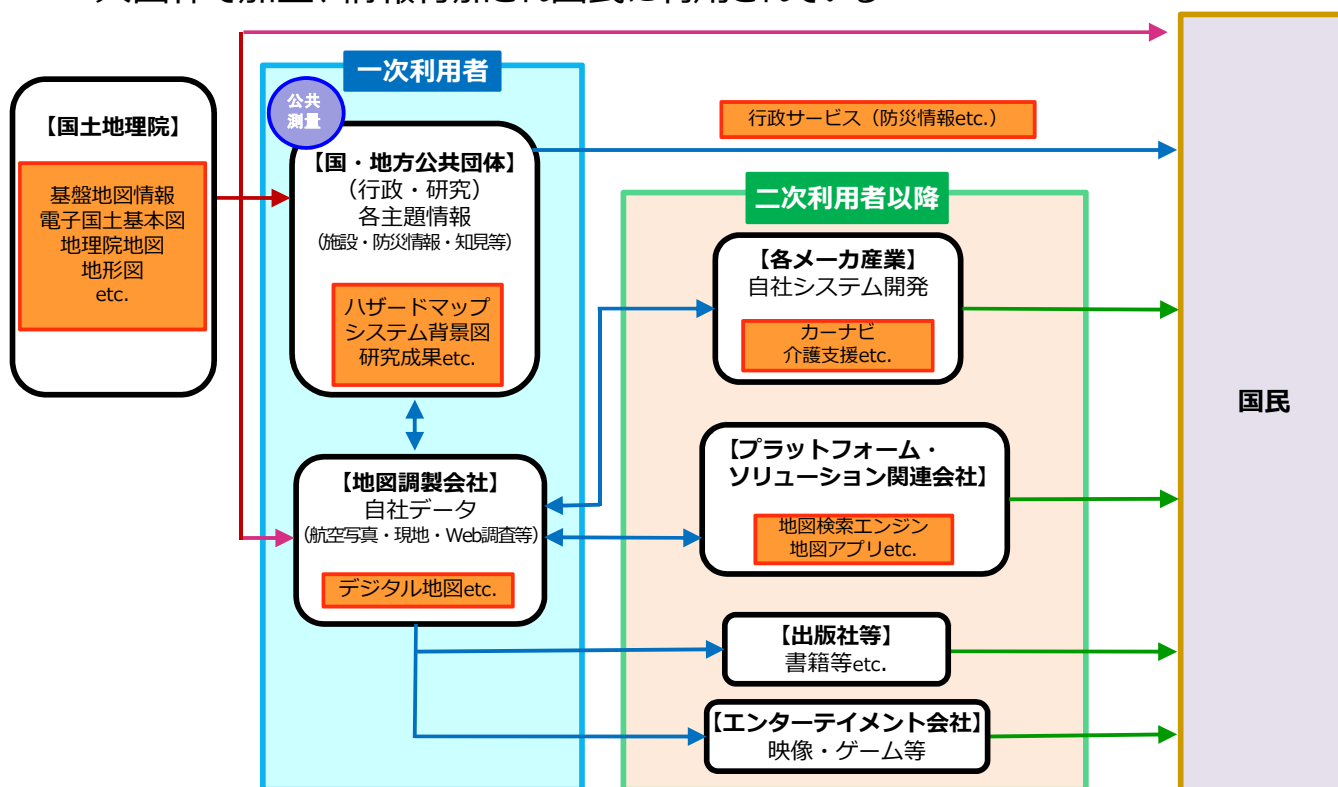 一次利用者
公共
測量
【国土地理院】
基盤地図情報
電子国土基本図
地理院地図
地形図
etc.
【国・地方公共団体】
(行政・研究)
各主題情報
(施設・防災情報・知見等)
ハザードマップ
システム背景図
研究成果etc.
行政サービス（防災情報etc.）
二次利用者以降
【各メーカ産業】
自社システム開発
カーナビ
介護支援etc.
【地図調製会社】
自社データ
(航空写真・現地・Web調査等)
デジタル地図etc.
【プラットフォーム・
ソリューション関連会社】
地図検索エンジン
地図アプリetc.
【出版社等】
書籍等etc.
【エンターテイメント会社】
映像・ゲーム等
国民